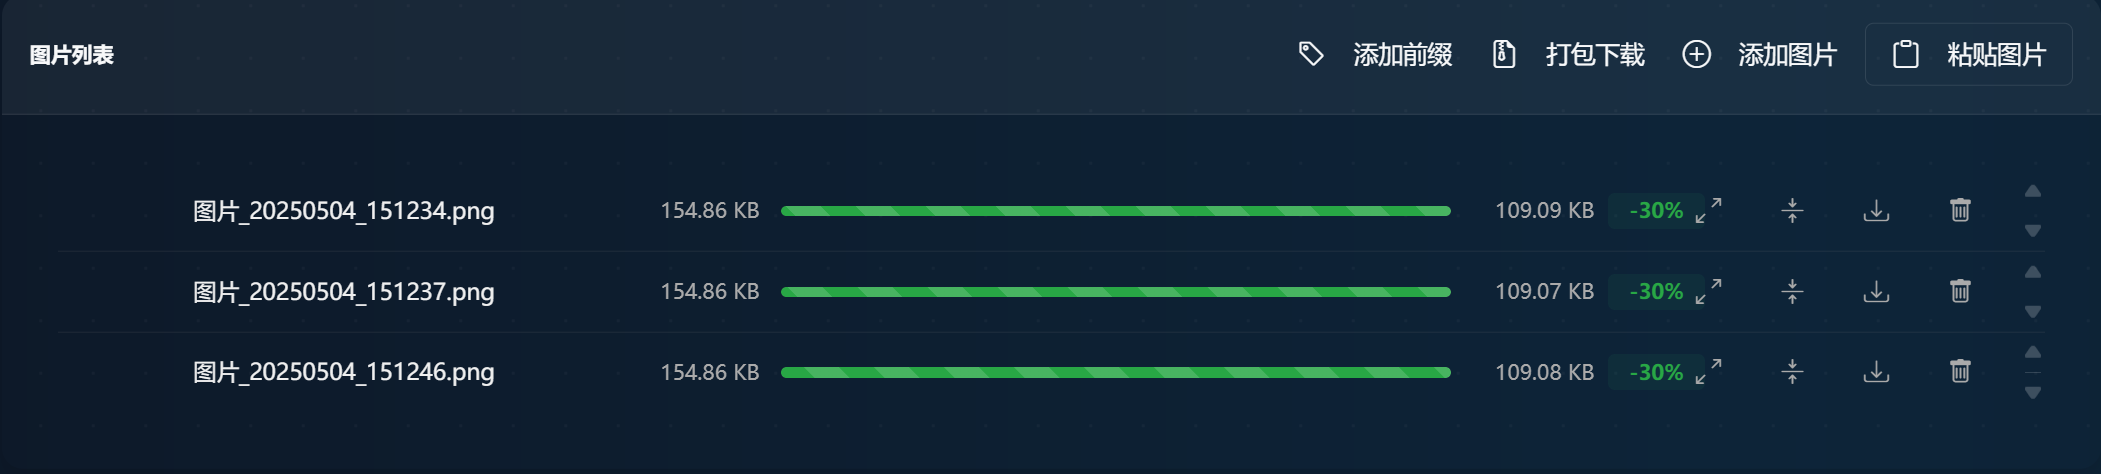 图片列表 添加前缀 打包下载 添加图片 粘贴图片
图片_20250504_151234.png 154.86 KB 109.09 KB -30%
图片_20250504_151237.png 154.86 KB 109.07 KB -30%
图片_20250504_151246.png 154.86 KB 109.08 KB -30%